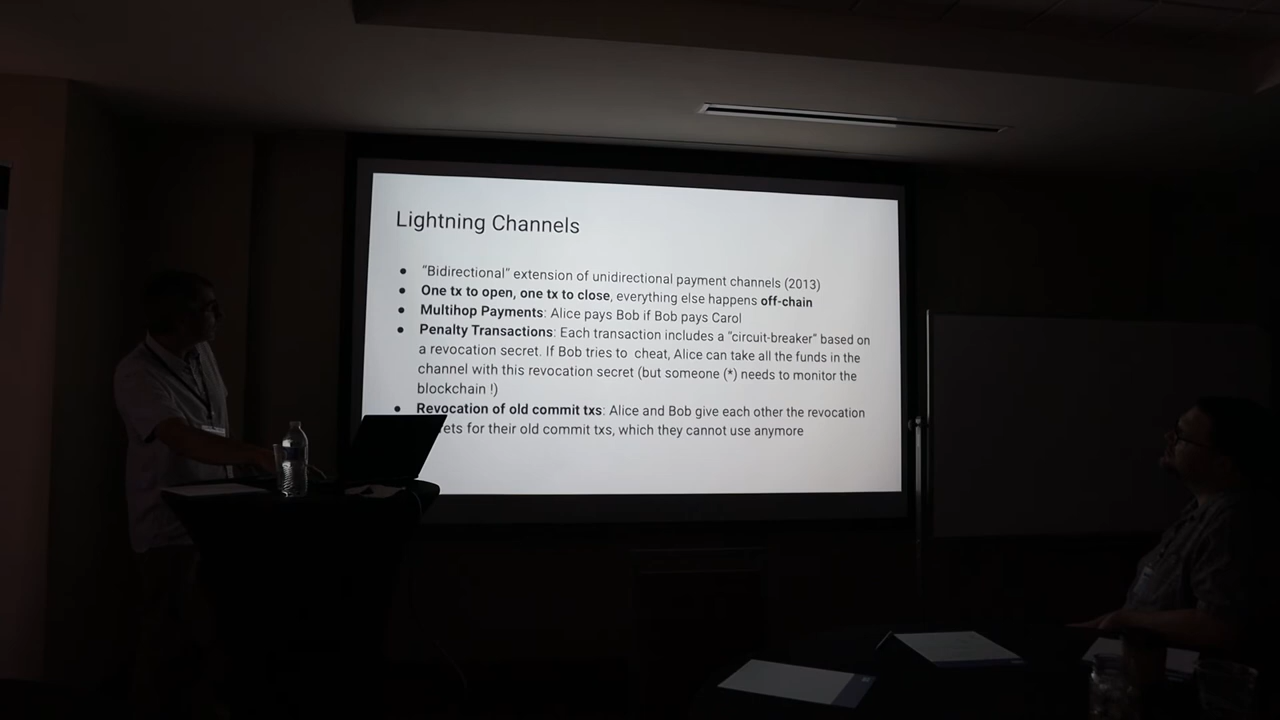 Lightning Channels
● “Bidirectional” extension of unidirectional payment channels (2013)
● One tx to open, one tx to close, everything else happens off-chain
● Multihop Payments: Alice pays Bob if Bob pays Carol
● Penalty Transactions: Each transaction includes a “circuit-breaker” based on
a revocation secret. If Bob tries to cheat, Alice can take all the funds in the
channel with this revocation secret (but someone (*) needs to monitor the
blockchain !)
● Revocation of old commit txs: Alice and Bob give each other the revocation
for their old commit txs, which they cannot use anymore